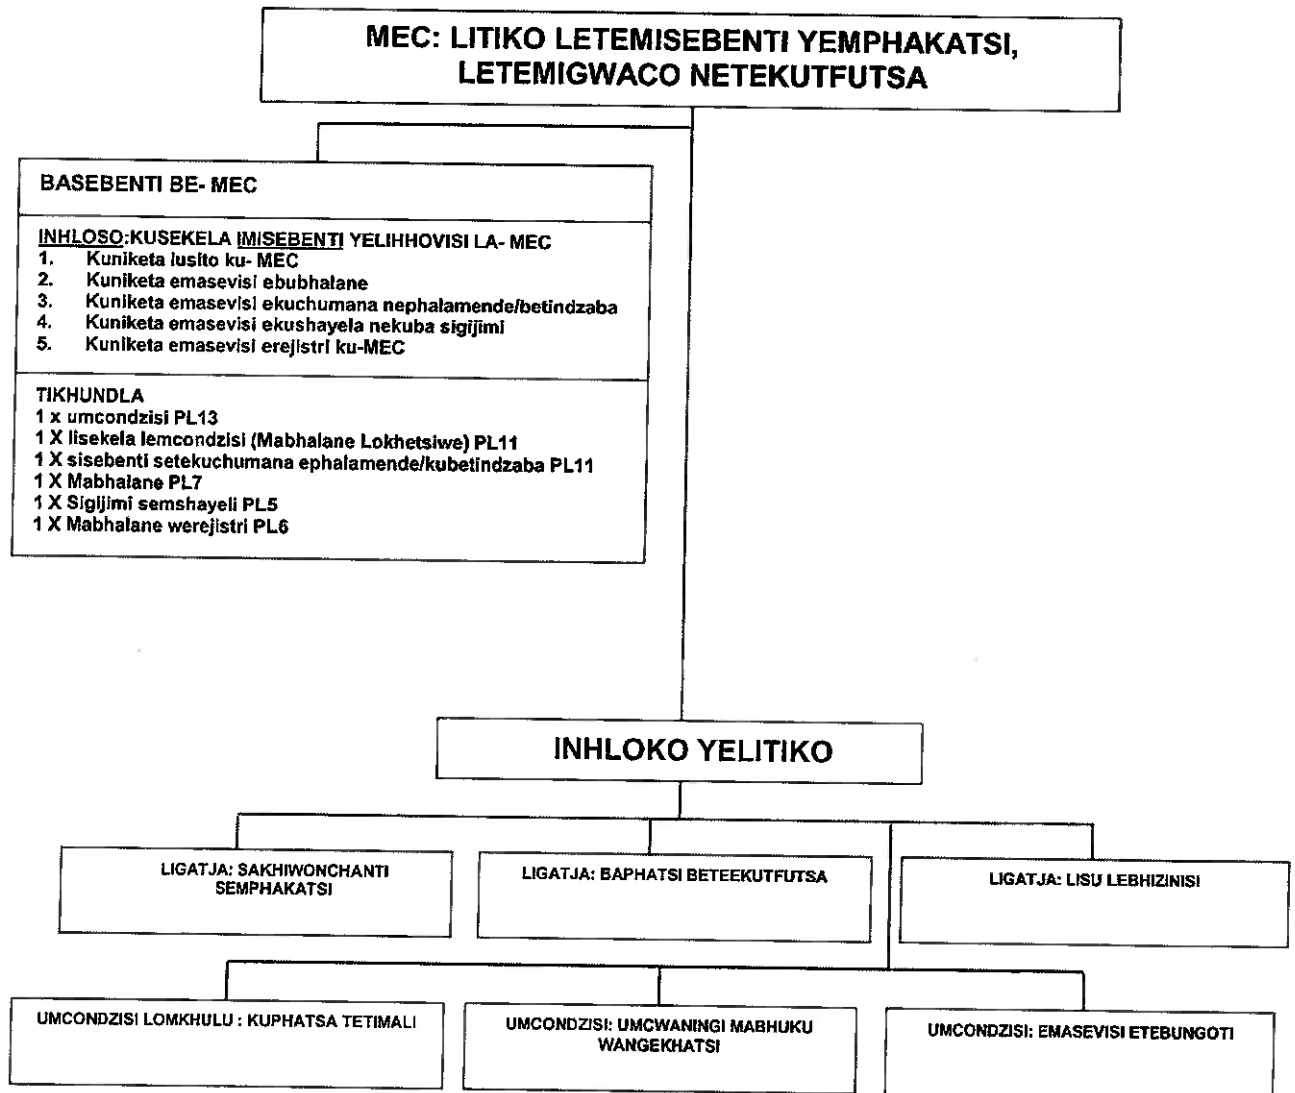 MEC: LITIKO LETEMISEBENTI YEMPHAKATSI,
LETEMIGWACO NETEKUTFUTSA
BASEBENTI BE- MEC
INHLOSO:KUSEKELA IMISEBENTI YELIHHOVISI LA- MEC
1. Kuniketa lusito ku- MEC
2. Kuniketa emasevisi ebubhalane
3. Kuniketa emasevisi ekuchumana nephalamende/betindzaba
4. Kuniketa emasevisi ekushayela nekuba sigijimi
5. Kuniketa emasevisi erejistri ku-MEC
TIKHUNDLA
1 x umcondzisi PL13
1 X lisekela lemcondzisi (Mabhalane Lokhetsiwe) PL11
1 X sisebenti setekuchumana ephalamende/kubetindzaba PL11
1 X Mabhalane PL7
1 X Sigijimi semshayeli PL5
1 X Mabhalane werejistri PL6
INHLOKO YELITIKO
LIGATJA: SAKHIWONCHANTI
SEMPHAKATSI
LIGATJA: BAPHATSI BETEEKUTFUTSA
LIGATJA: LISU LEBHIZINISI
UMCONDZISI LOMKHULU : KUPHATSA TETIMALI
UMCONDZISI: UMCWANINGI MABHUKU
WANGEKHATSI
UMCONDZISI: EMASEVISI ETEBUNGOTI